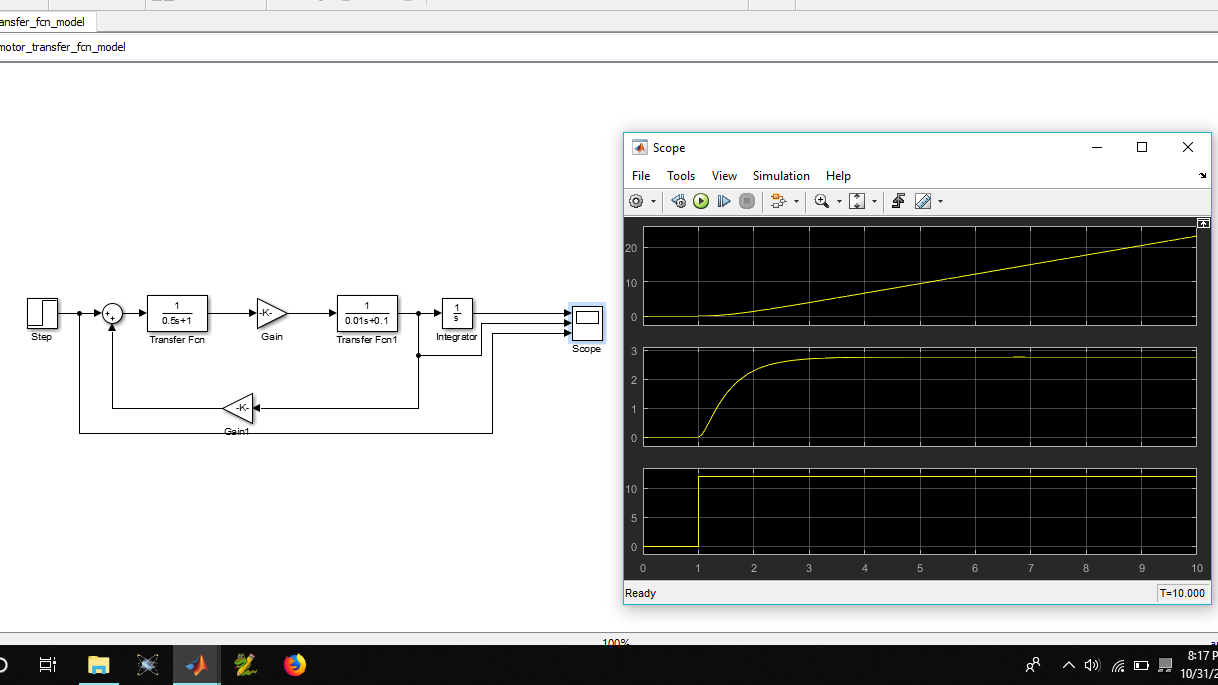 ansfer_fcn_model
motor_transfer_fcn_model
Step
1
0.5s+1
Transfer Fcn
-K-
Gain
1
0.01s+0.1
Transfer Fcn1
1
s
Integrator
Scope
-K-
Gain1
Scope
File Tools View Simulation Help
20
10
0
3
2
1
0
10
5
0
0 1 2 3 4 5 6 7 8 9 10
Ready T=10.000
100%
8:17 P
10/31/2